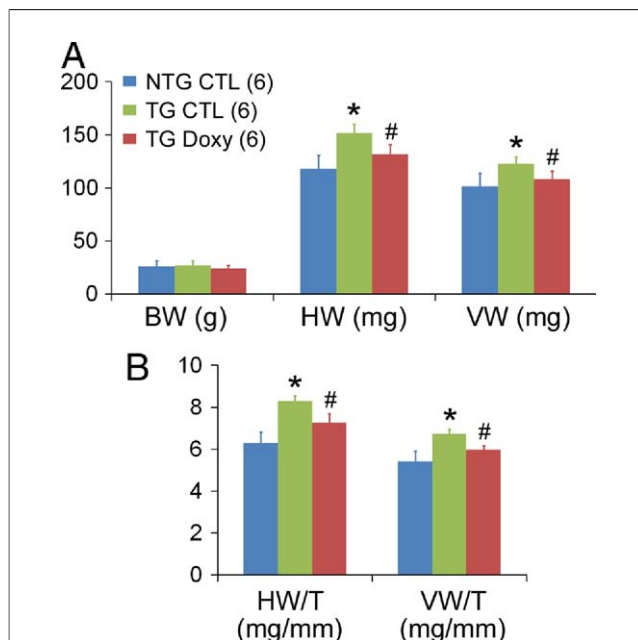 A
200
150
100
50
0
NTG CTL (6)
TG CTL (6)
TG Doxy (6)
* # * #
BW (g) HW (mg) VW (mg)
B
10
8
6
4
2
0
* # * #
HW/T VW/T
(mg/mm) (mg/mm)